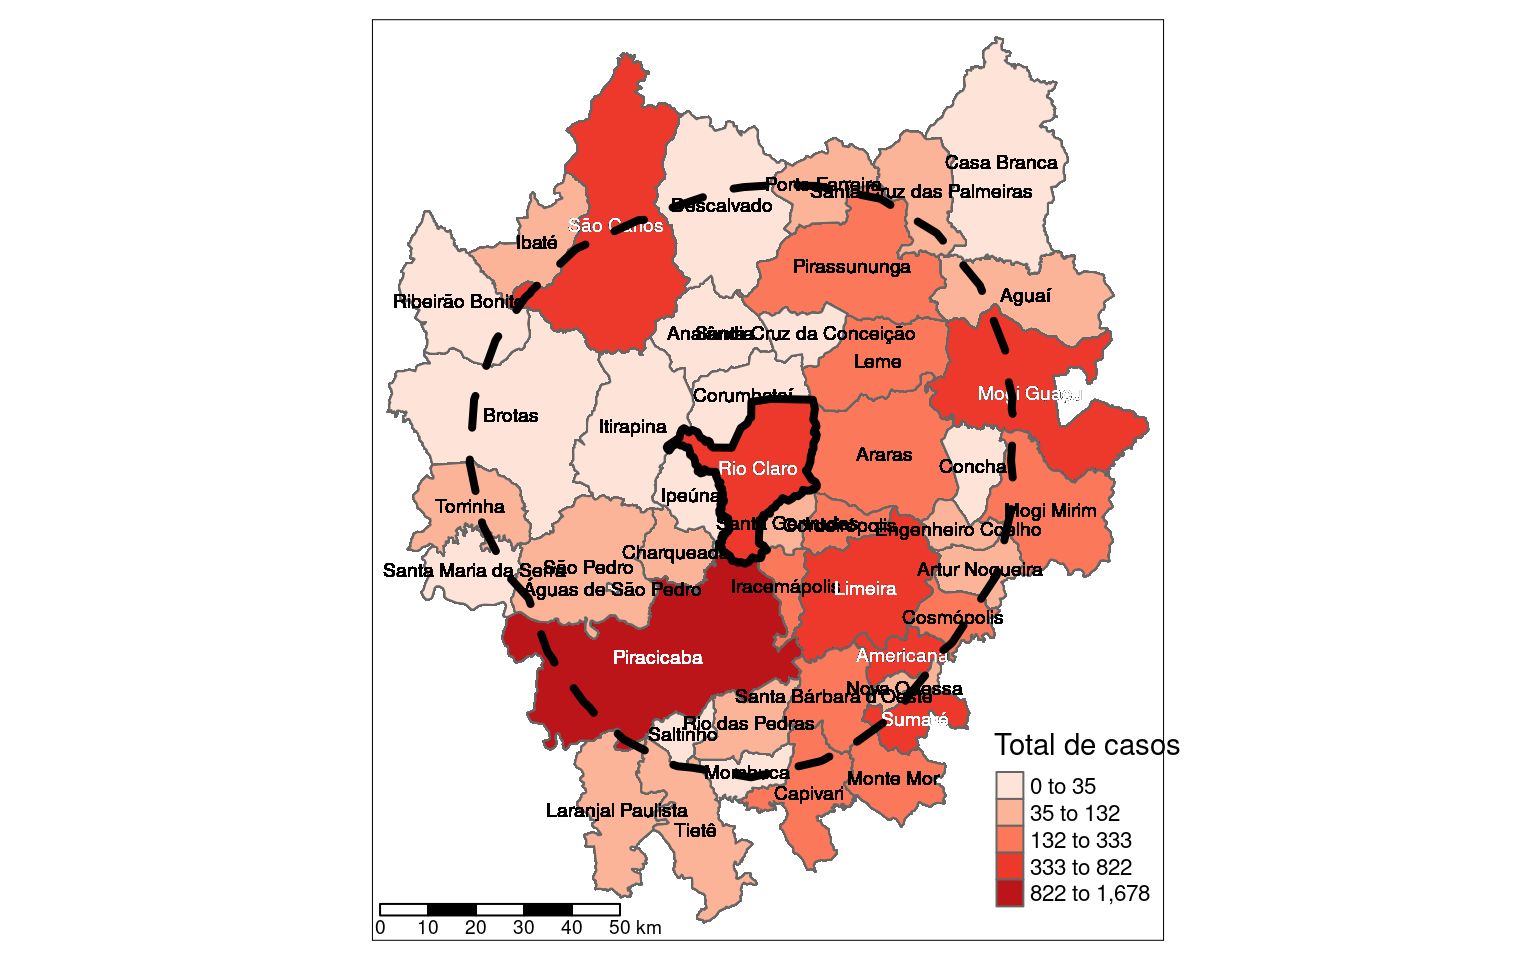 Casa Branca
Porto Ferreira
Santa Cruz das Palmeiras
Descalvado
São Carlos
Ibaté
Pirassununga
Aguaí
Ribeirão Bonito
Analândia
Santa Cruz da Conceição
Leme
Mogi Guaçu
Corumbataí
Brotas
Itirapina
Araras
Conchal
Rio Claro
Ipeúna
Torrinha
Mogi Mirim
Santa Gertrudes
Cordeirópolis
Engenheiro Coelho
Charqueada
Santa Maria da Serra
São Pedro
Artur Nogueira
Águas de São Pedro
Iracemápolis
Limeira
Cosmópolis
Piracicaba
Americana
Nova Odessa
Santa Bárbara d'Oeste
Sumaré
Rio das Pedras
Saltinho
Mombuca
Monte Mor
Capivari
Laranjal Paulista
Tietê
Total de casos
0 to 35
35 to 132
132 to 333
333 to 822
822 to 1,678
0 10 20 30 40 50 km